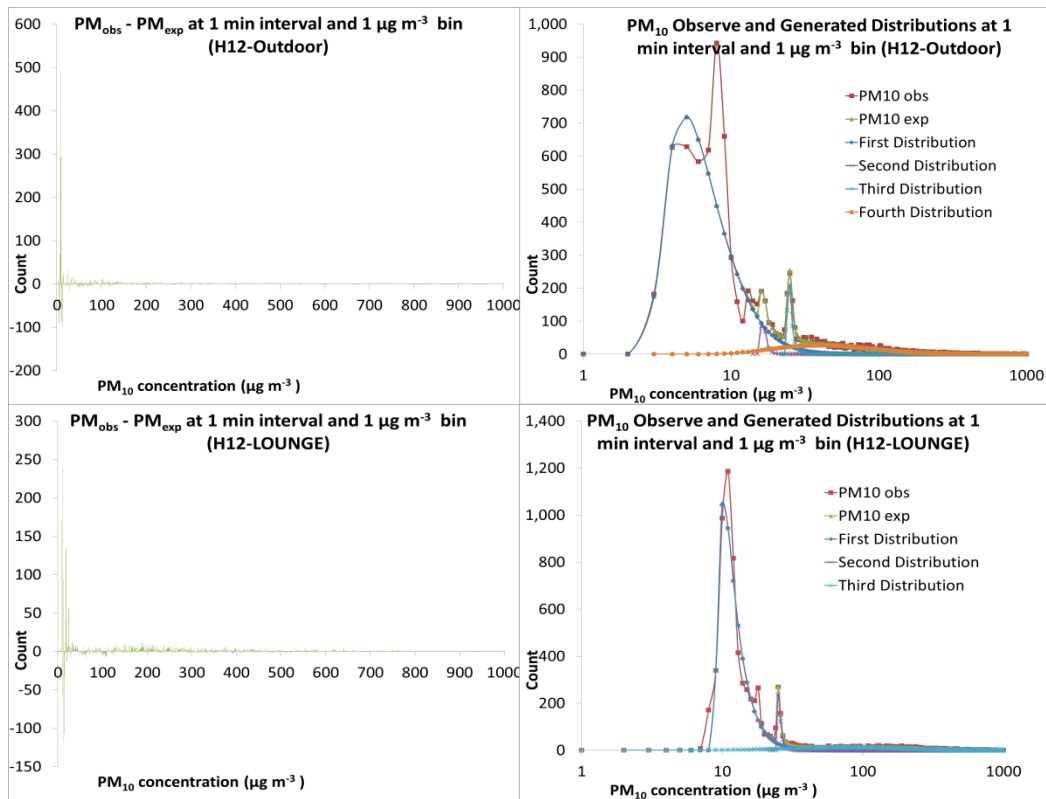 PMobs - PMexp at 1 min interval and 1 µg m-3 bin
(H12-Outdoor)
600
500
400
300
200
100
0
-100
-200
Count
0 100 200 300 400 500 600 700 800 900 1000
PM10 concentration (µg m-3)
PM10 Observe and Generated Distributions at 1
min interval and 1 µg m-3 bin (H12-Outdoor)
1,000
900
800
700
600
500
400
300
200
100
0
Count
PM10 obs
PM10 exp
First Distribution
Second Distribution
Third Distribution
Fourth Distribution
1 10 100 1000
PM10 concentration (µg m-3)
PMobs - PMexp at 1 min interval and 1 µg m-3 bin
(H12-LOUNGE)
300
250
200
150
100
50
0
-50
-100
-150
Count
0 100 200 300 400 500 600 700 800 900 1000
PM10 concentration (µg m-3 )
PM10 Observe and Generated Distributions at 1
min interval and 1 µg m-3 bin (H12-LOUNGE)
1,400
1,200
1,000
800
600
400
200
0
Count
PM10 obs
PM10 exp
First Distribution
Second Distribution
Third Distribution
1 10 100 1000
PM10 concentration (µg m-3 )